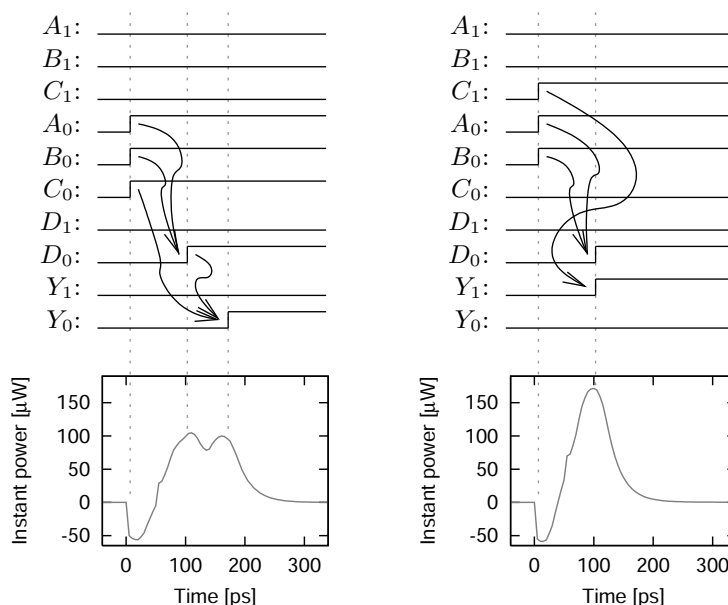 A₁:
B₁:
C₁:
A₀:
B₀:
C₀:
D₁:
D₀:
Y₁:
Y₀:
Instant power [µW]
150
100
50
0
-50
0 100 200 300
Time [ps]
A₁:
B₁:
C₁:
A₀:
B₀:
C₀:
D₁:
D₀:
Y₁:
Y₀:
Instant power [µW]
150
100
50
0
-50
0 100 200 300
Time [ps]